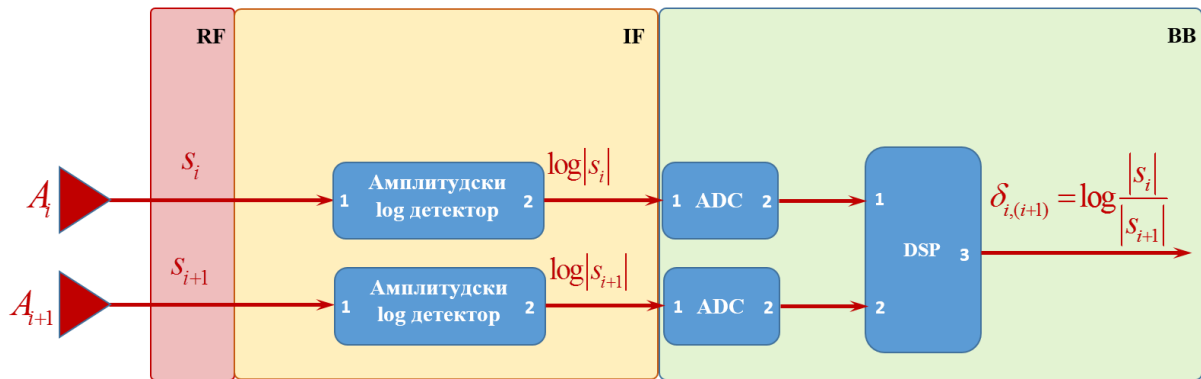 RF
IF
BB
A_i
s_i
1 Амплитудски log детектор 2
log|s_i|
1 ADC 2
1
A_{i+1}
s_{i+1}
1 Амплитудски log детектор 2
log|s_{i+1}|
1 ADC 2
2
DSP 3
δ_{i,(i+1)} = log |s_i| / |s_{i+1}|